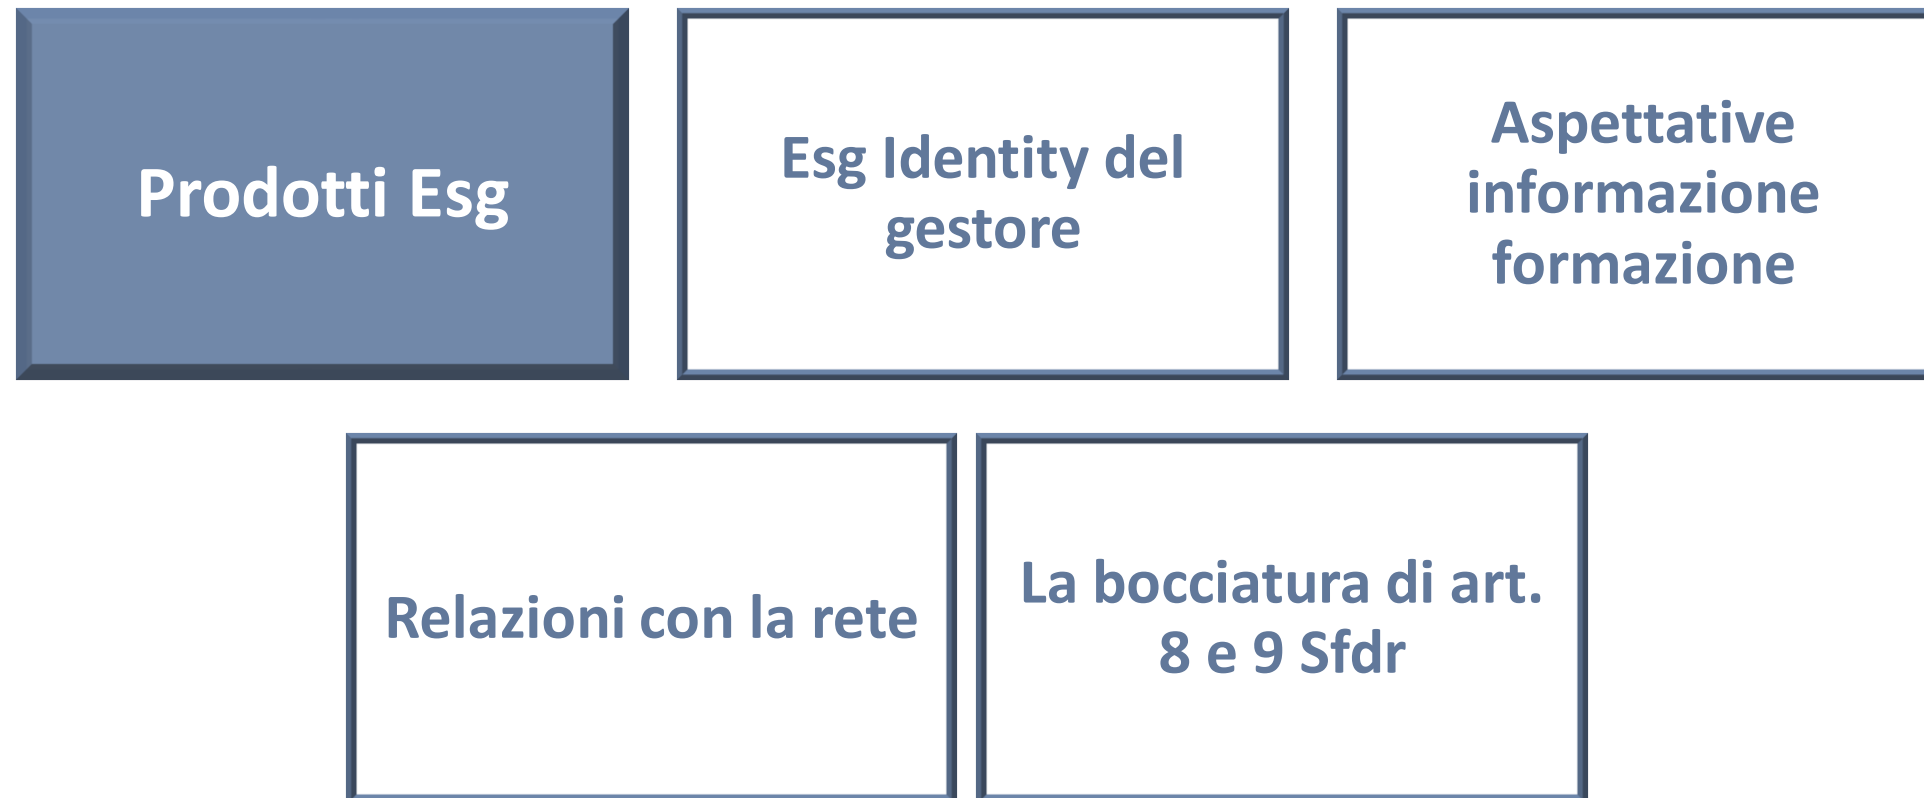 Prodotti Esg
Esg Identity del
gestore
Aspettative
informazione
formazione
Relazioni con la rete
La bocciatura di art.
8 e 9 Sfdr